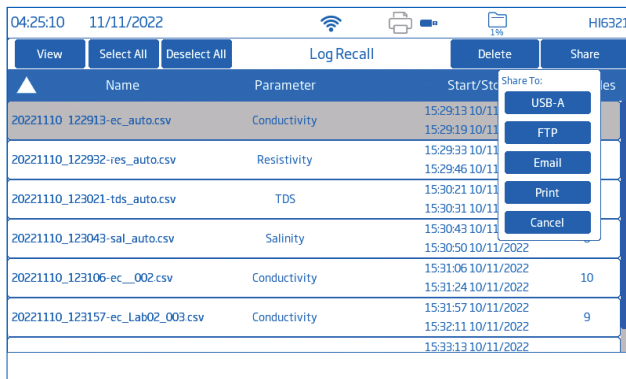 04:25:10 11/11/2022 1% HI6321
View Select All Deselect All Log Recall Delete Share
Name Parameter Start/Sto les
Share To:
USB-A
FTP
Email
Print
Cancel
20221110_122913-ec_auto.csv Conductivity 15:29:13 10/11
15:29:19 10/11
20221110_122932-res_auto.csv Resistivity 15:29:33 10/11
15:29:46 10/11
20221110_123021-tds_auto.csv TDS 15:30:21 10/11
15:30:31 10/11
20221110_123043-sal_auto.csv Salinity 15:30:43 10/11
15:30:50 10/11/2022
20221110_123106-ec__002.csv Conductivity 15:31:06 10/11/2022 10
15:31:24 10/11/2022
20221110_123157-ec_Lab02_003.csv Conductivity 15:31:57 10/11/2022 9
15:32:11 10/11/2022
15:33:13 10/11/2022